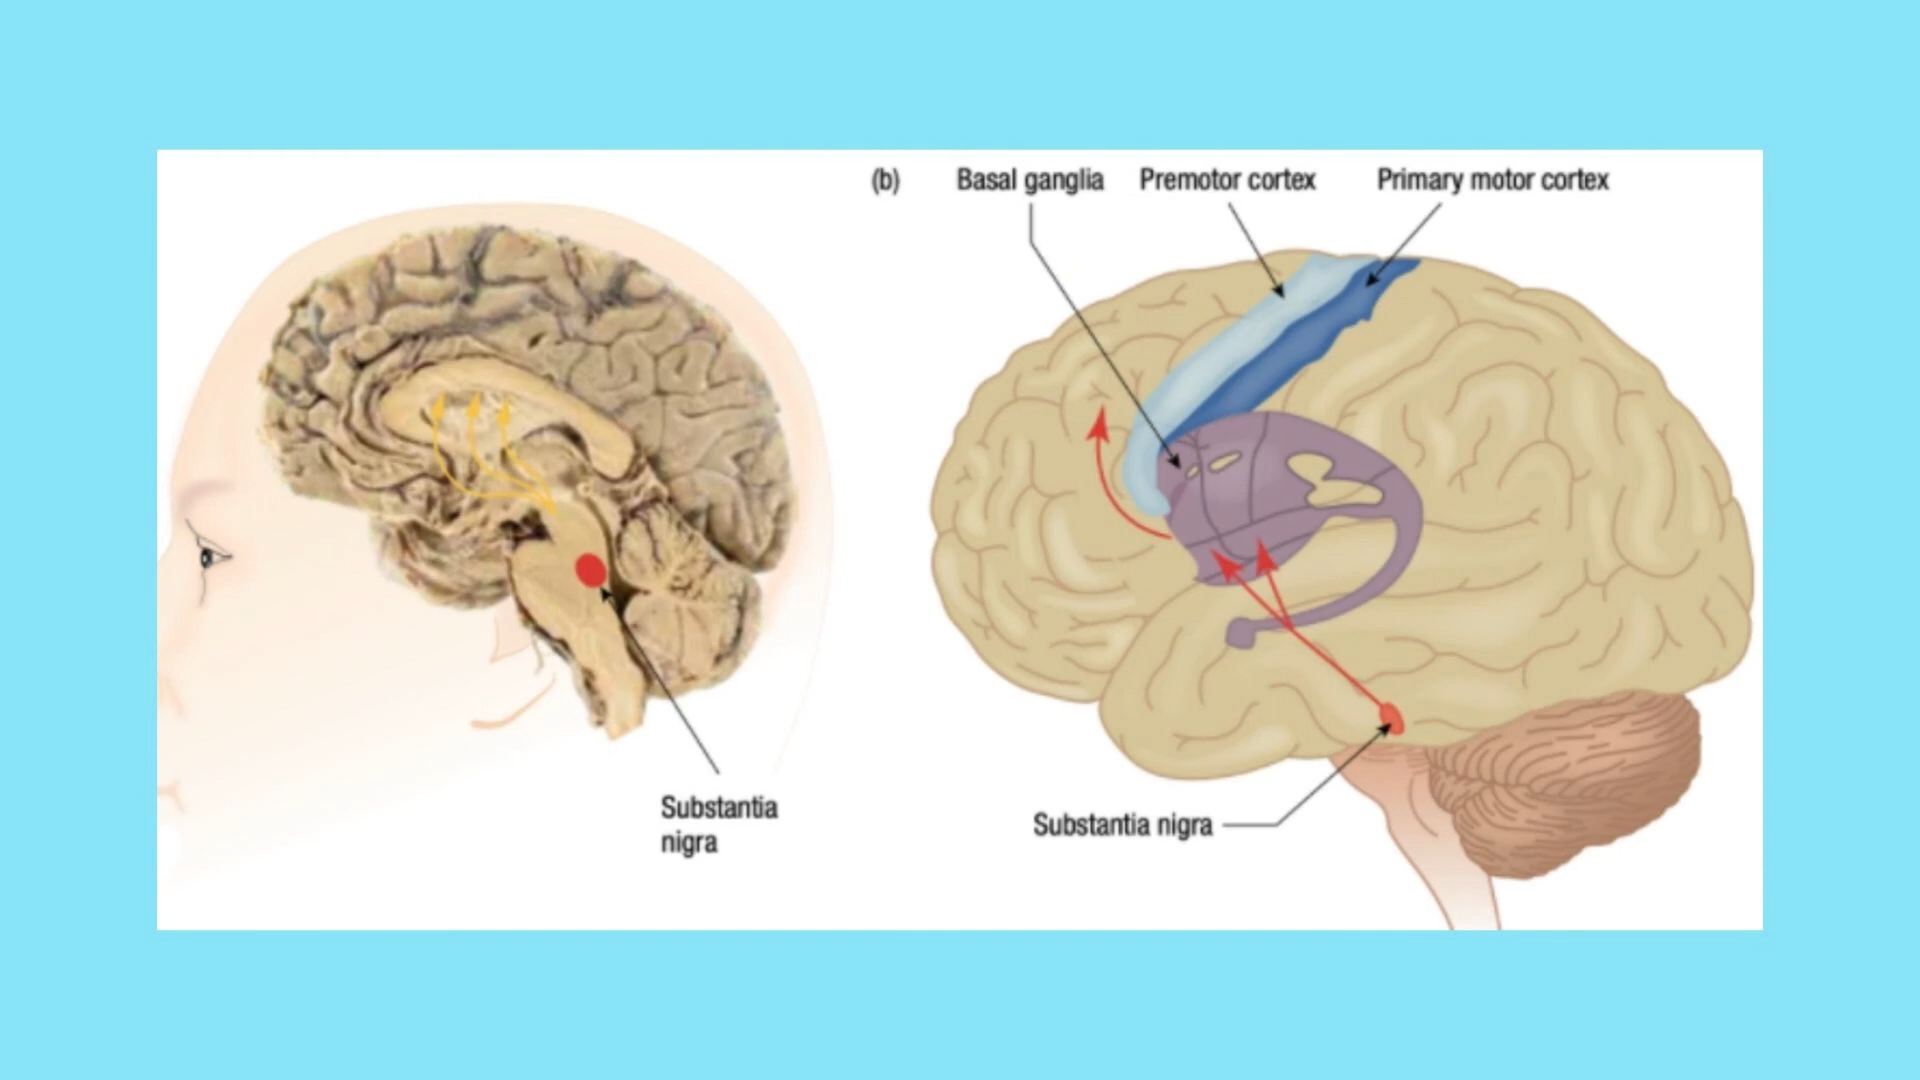 (b)
Basal ganglia
Premotor cortex
Primary motor cortex
Substantia
nigra
Substantia nigra